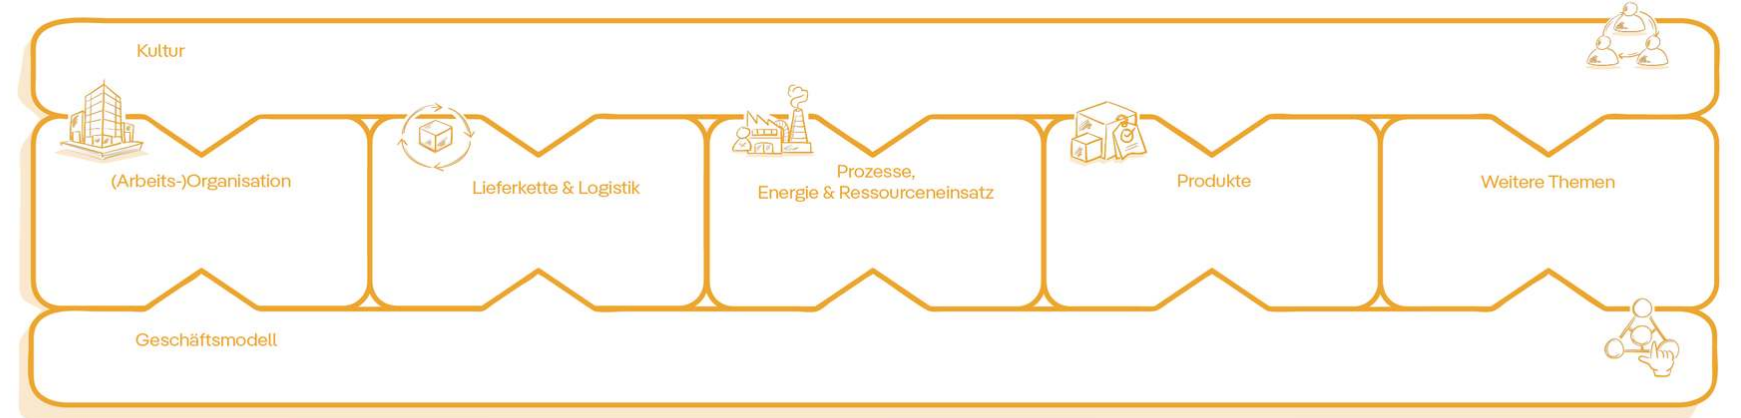 Kultur
(Arbeits-)Organisation
Lieferkette & Logistik
Prozesse,
Energie & Ressourceneinsatz
Produkte
Weitere Themen
Geschäftsmodell